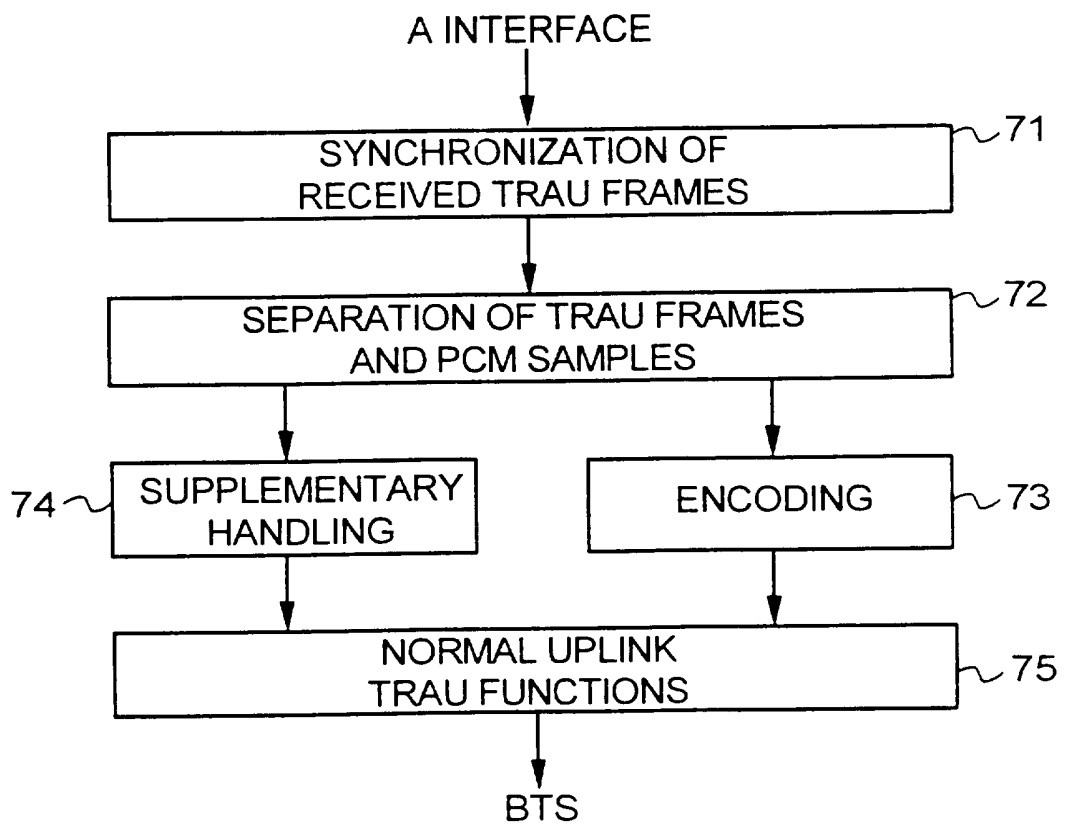 A INTERFACE
SYNCHRONIZATION OF
RECEIVED TRAU FRAMES
71
SEPARATION OF TRAU FRAMES
AND PCM SAMPLES
72
74
SUPPLEMENTARY
HANDLING
ENCODING
73
NORMAL UPLINK
TRAU FUNCTIONS
75
BTS